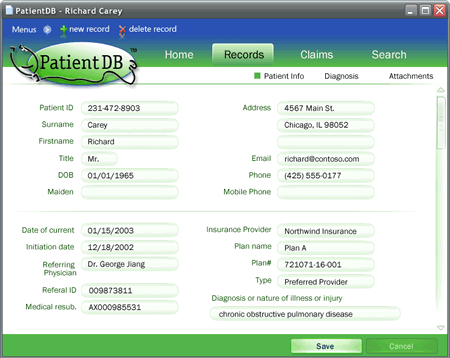 PatientDB - Richard Carey
Menus new record delete record
PatientDB™ Home Records Claims Search
Patient Info Diagnosis Attachments
Patient ID 231-472-8903 Address 4567 Main St.
Surname Carey Chicago, IL 98052
Firstname Richard
Title Mr. Email richard@contoso.com
DOB 01/01/1965 Phone (425) 555-0177
Maiden Mobile Phone
Date of current 01/15/2003 Insurance Provider Northwind Insurance
Initiation date 12/18/2002 Plan name Plan A
Referring Physician Dr. George Jiang Plan# 721071-16-001
Referal ID 009873811 Type Preferred Provider
Medical resub. AX000985531 Diagnosis or nature of illness or injury
chronic obstructive pulmonary disease
Save Cancel